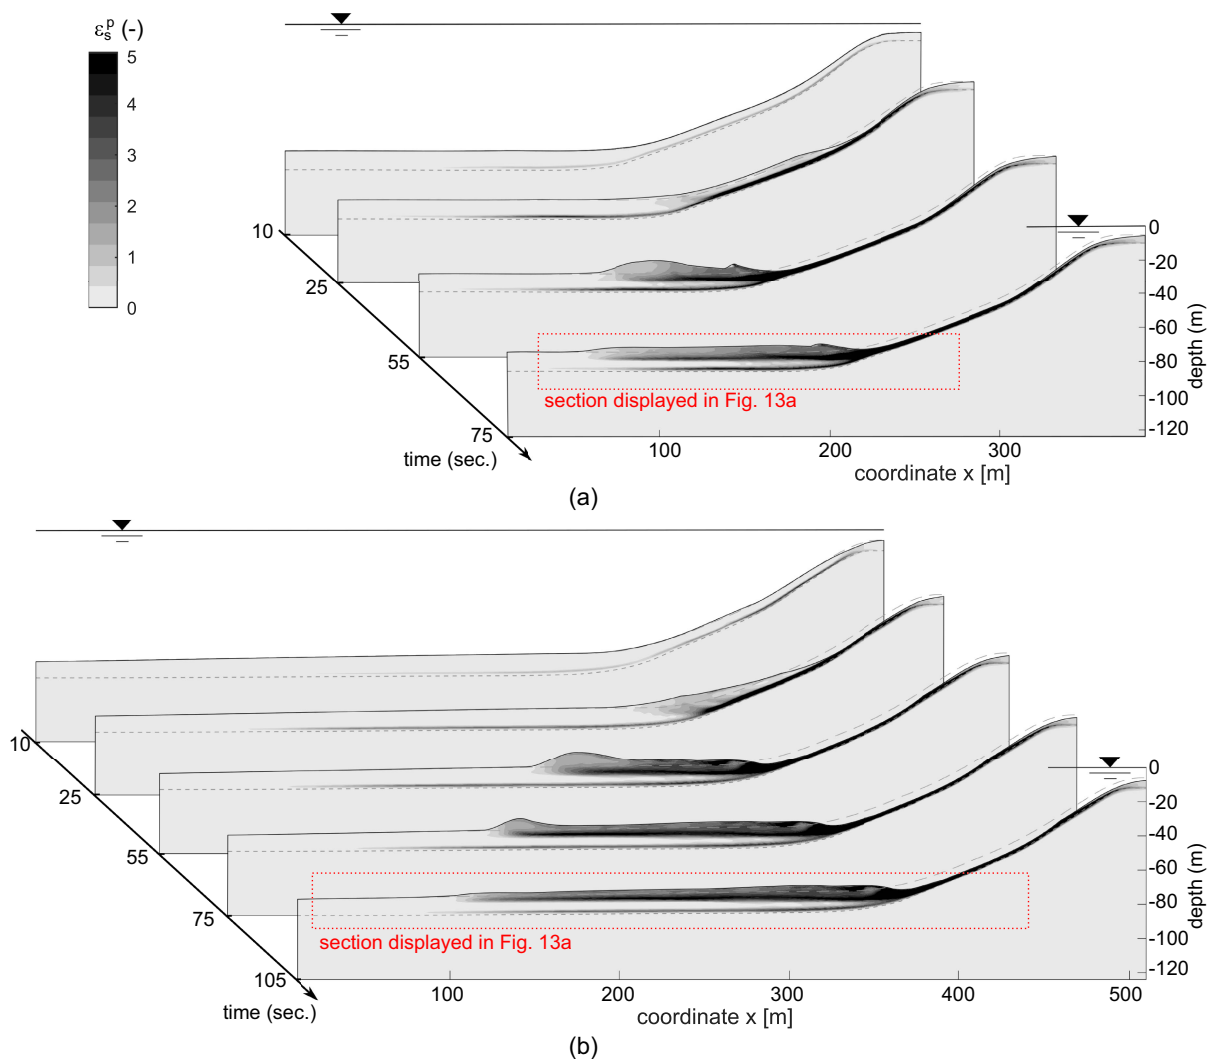 εsᵖ (-)
5
4
3
2
1
0
10
25
55
75
time (sec.)
0
-20
-40
-60
-80
-100
-120
depth (m)
section displayed in Fig. 13a
100 200 300
coordinate x [m]
(a)
10
25
55
75
105
time (sec.)
0
-20
-40
-60
-80
-100
-120
depth (m)
section displayed in Fig. 13a
100 200 300 400 500
coordinate x [m]
(b)